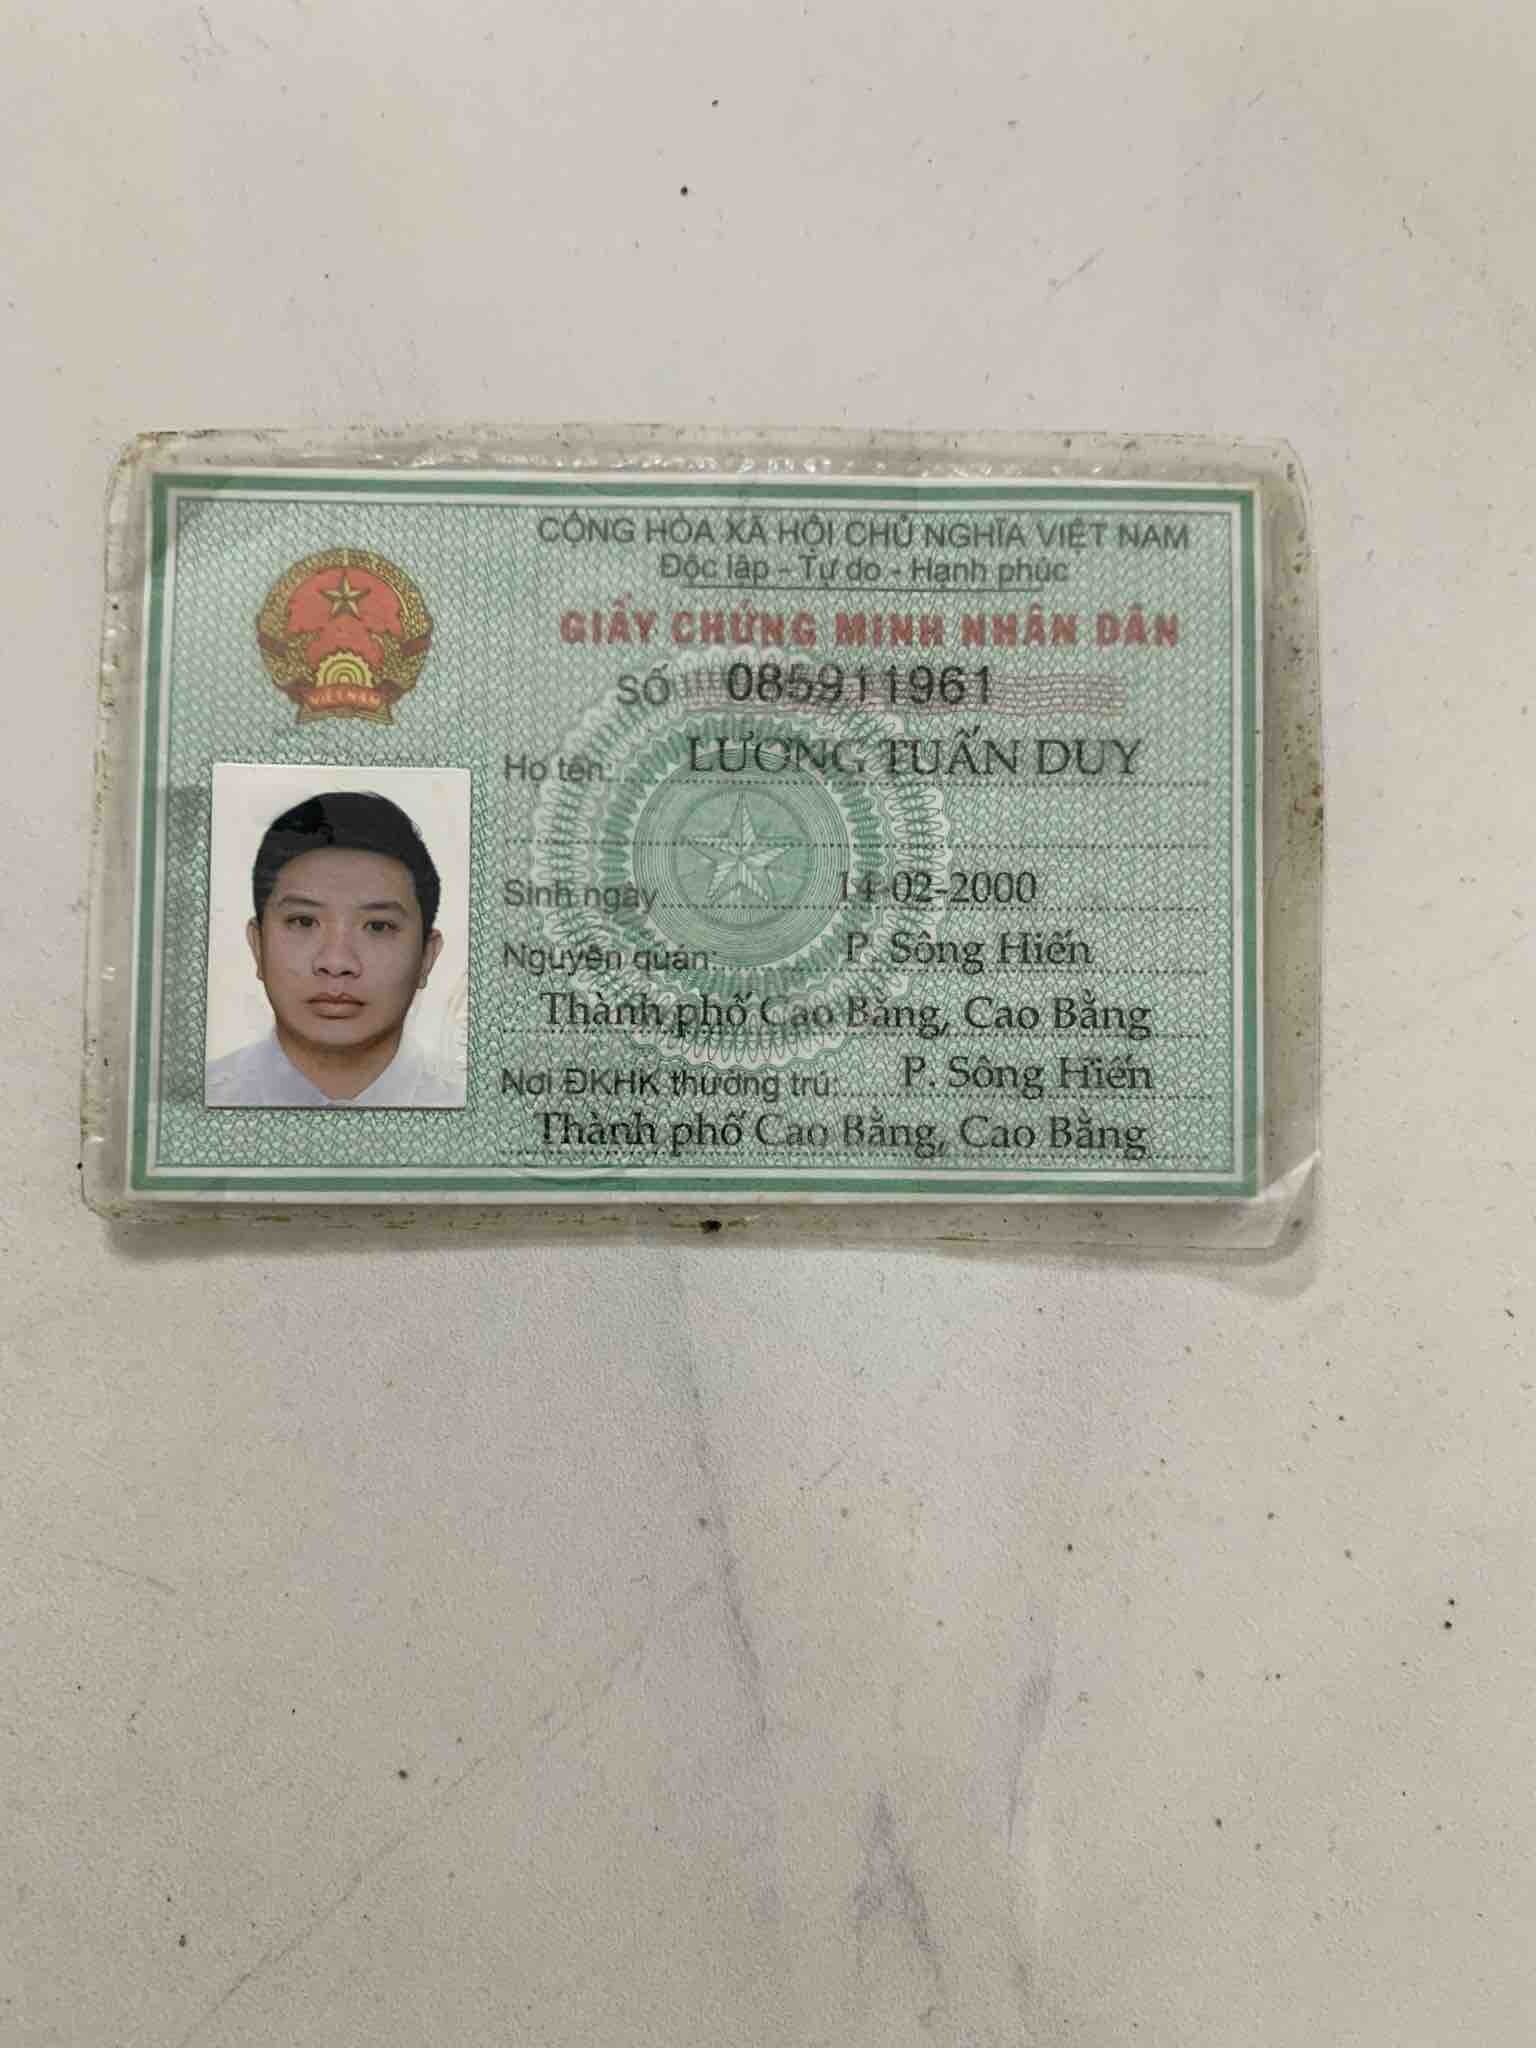 CỘNG HÒA XÃ HỘI CHỦ NGHĨA VIỆT NAM
Độc lập - Tự do - Hạnh phúc
GIẤY CHỨNG MINH NHÂN DÂN
SỐ 085911961
VIỆT NAM
Họ tên: LƯƠNG TUẤN DUY
Sinh ngày 14-02-2000
Nguyên quán: P. Sông Hiến
Thành phố Cao Bằng, Cao Bằng
Nơi ĐKHK thường trú: P. Sông Hiến
Thành phố Cao Bằng, Cao Bằng